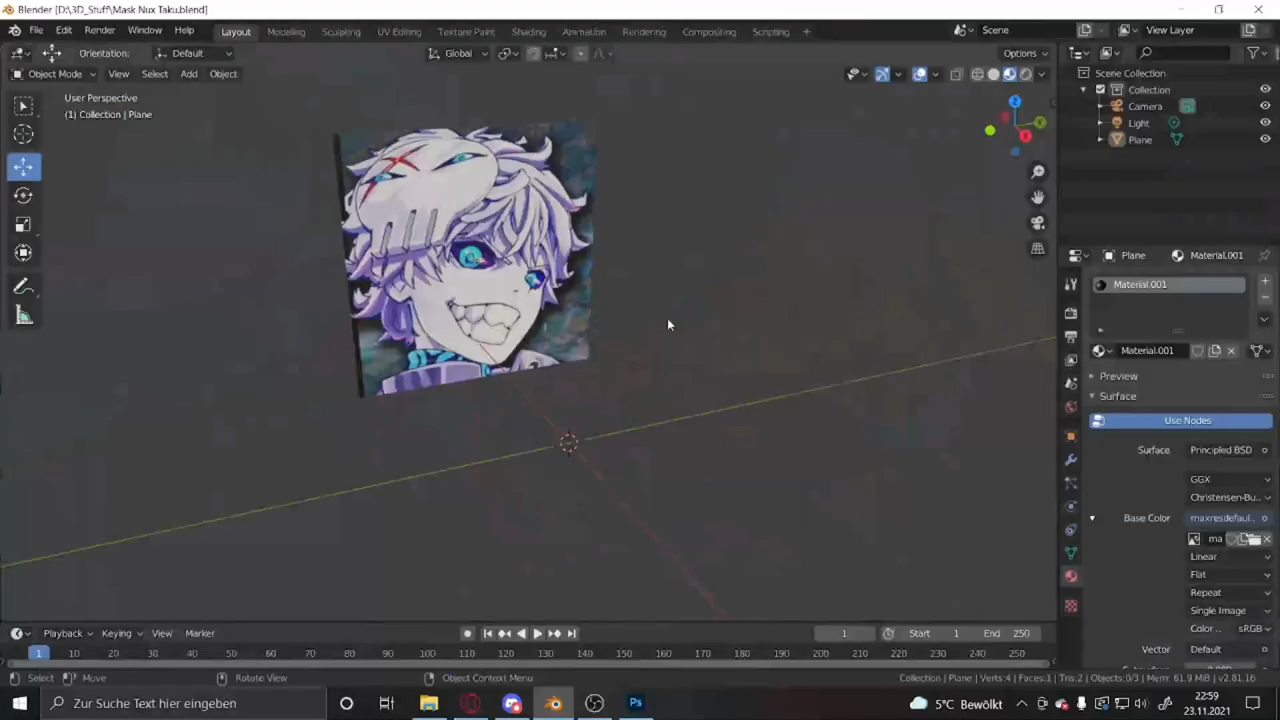 Blender [D:\3D_Stuff\Mask Nux Taku.blend]
File Edit Render Window Help Layout Modeling Sculpting UV Editing Texture Paint Shading Animation Rendering Compositing Scripting + Scene View Layer
Orientation: Default Global Options
Object Mode View Select Add Object
User Perspective
(1) Collection | Plane
Scene Collection
Collection
Camera
Light
Plane
Plane Material.001
Material.001
Material.001
Preview
Surface
Use Nodes
Surface Principled BSD
GGX
Christensen-Bu...
Base Color maxresdefaul...
ma
Linear
Flat
Repeat
Single Image
Color... sRGB
Vector Default
Playback Keying View Marker 1 Start 1 End 250
1 10 20 30 40 50 60 70 80 90 100 110 120 130 140 150 160 170 180 190 200 210 220 230 240 250
Select Move Rotate View Object Context Menu Collection | Plane | Verts:4 | Faces:1 | Tris:2 | Objects:0/3 | Mem: 61.9 MiB | v2.81.16
Zur Suche Text hier eingeben 5°C Bewölkt 22:59
23.11.2021